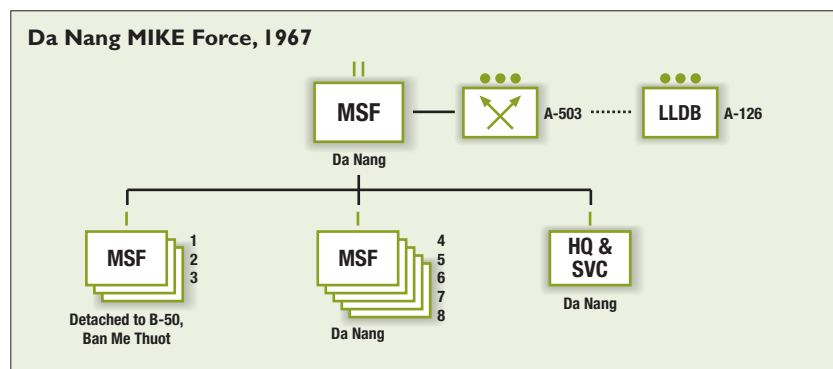 Da Nang MIKE Force, 1967
MSF
A-503
LLDB
A-126
Da Nang
MSF
1
2
3
Detached to B-50,
Ban Me Thuot
MSF
4
5
6
7
8
Da Nang
HQ &
SVC
Da Nang